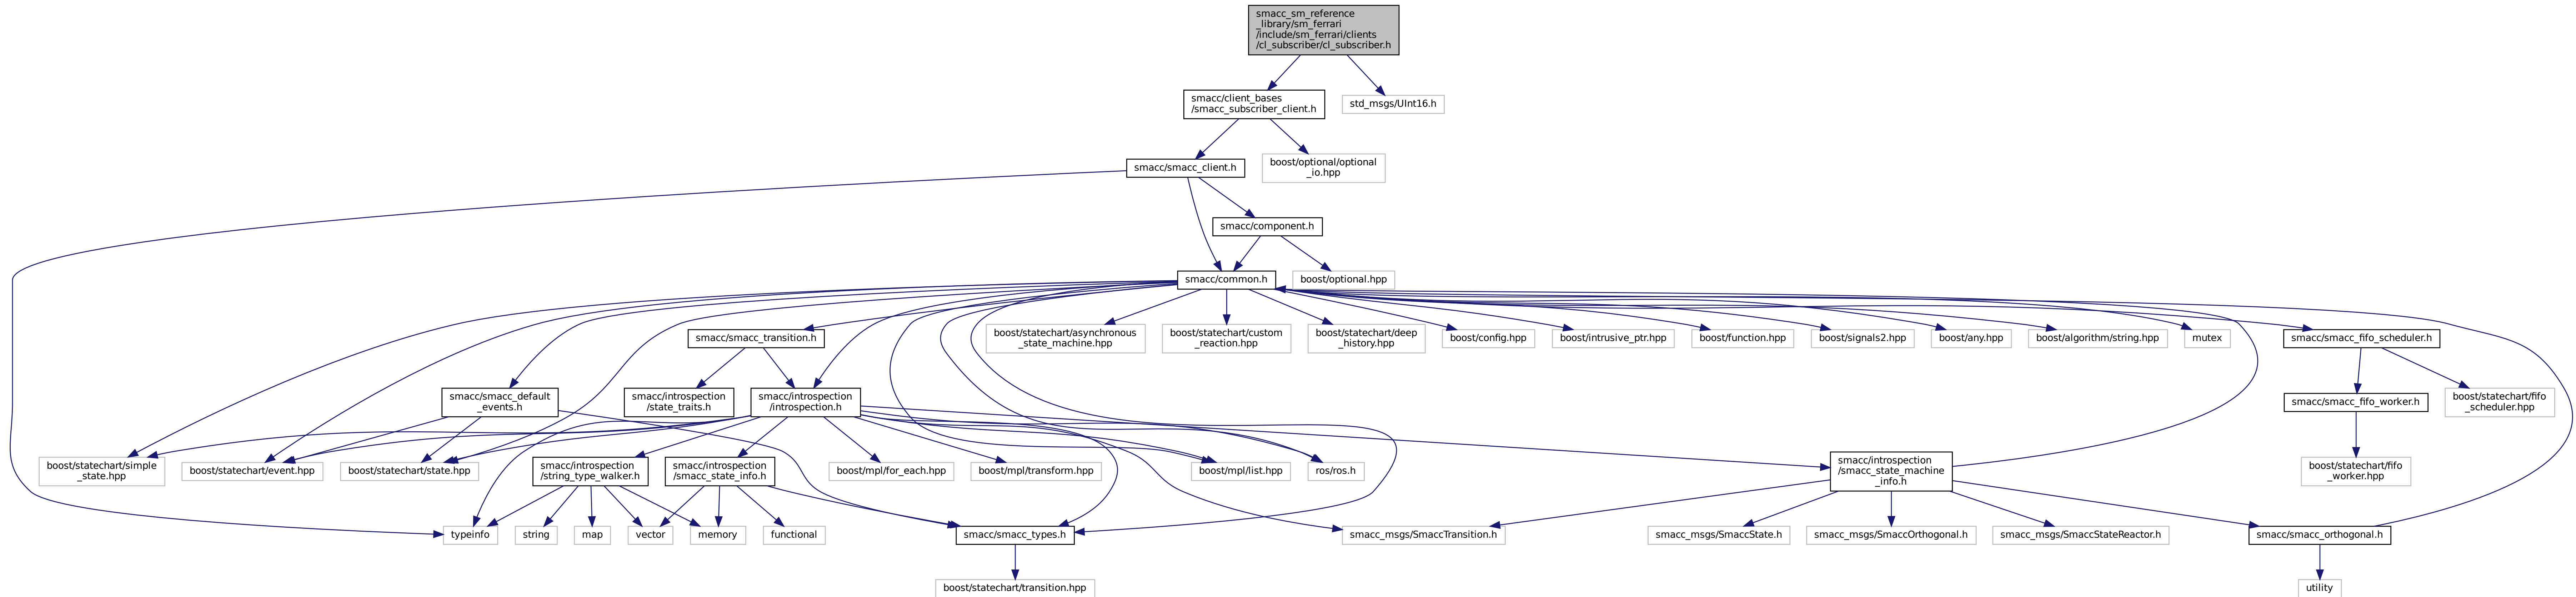 smacc_sm_reference
_library/sm_ferrari
/include/sm_ferrari/clients
/cl_subscriber/cl_subscriber.h
smacc/client_bases
/smacc_subscriber_client.h
std_msgs/UInt16.h
smacc/smacc_client.h
boost/optional/optional
_io.hpp
smacc/component.h
smacc/common.h
boost/optional.hpp
smacc/smacc_transition.h
boost/statechart/asynchronous
_state_machine.hpp
boost/statechart/custom
_reaction.hpp
boost/statechart/deep
_history.hpp
boost/config.hpp
boost/intrusive_ptr.hpp
boost/function.hpp
boost/signals2.hpp
boost/any.hpp
boost/algorithm/string.hpp
mutex
smacc/smacc_fifo_scheduler.h
smacc/smacc_default
_events.h
smacc/introspection
/state_traits.h
smacc/introspection
/introspection.h
smacc/smacc_fifo_worker.h
boost/statechart/fifo
_scheduler.hpp
boost/statechart/simple
_state.hpp
boost/statechart/event.hpp
boost/statechart/state.hpp
smacc/introspection
/string_type_walker.h
smacc/introspection
/smacc_state_info.h
boost/mpl/for_each.hpp
boost/mpl/transform.hpp
boost/mpl/list.hpp
ros/ros.h
smacc/introspection
/smacc_state_machine
_info.h
boost/statechart/fifo
_worker.hpp
typeinfo
string
map
vector
memory
functional
smacc/smacc_types.h
smacc_msgs/SmaccTransition.h
smacc_msgs/SmaccState.h
smacc_msgs/SmaccOrthogonal.h
smacc_msgs/SmaccStateReactor.h
smacc/smacc_orthogonal.h
boost/statechart/transition.hpp
utility